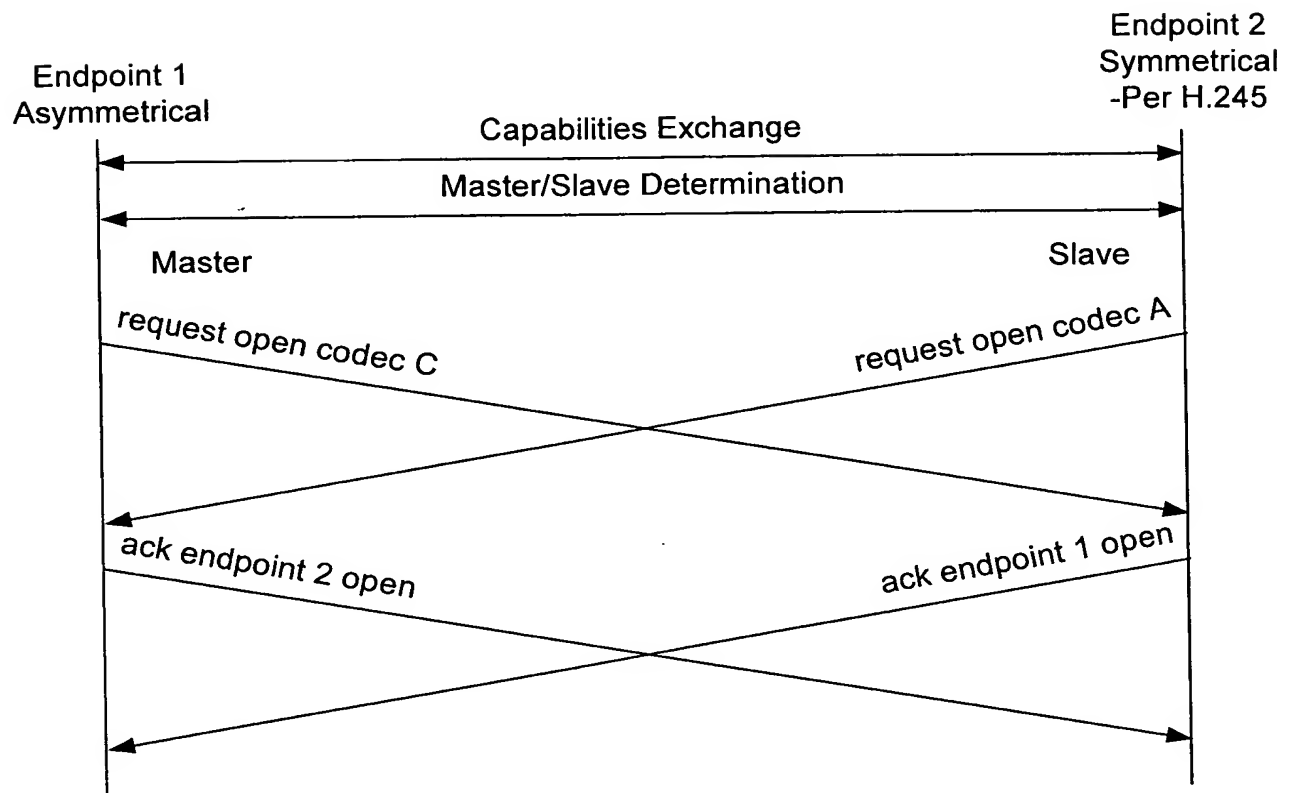 Endpoint 1
Asymmetrical
Endpoint 2
Symmetrical
-Per H.245
Capabilities Exchange
Master/Slave Determination
Master
Slave
request open codec C
request open codec A
ack endpoint 2 open
ack endpoint 1 open